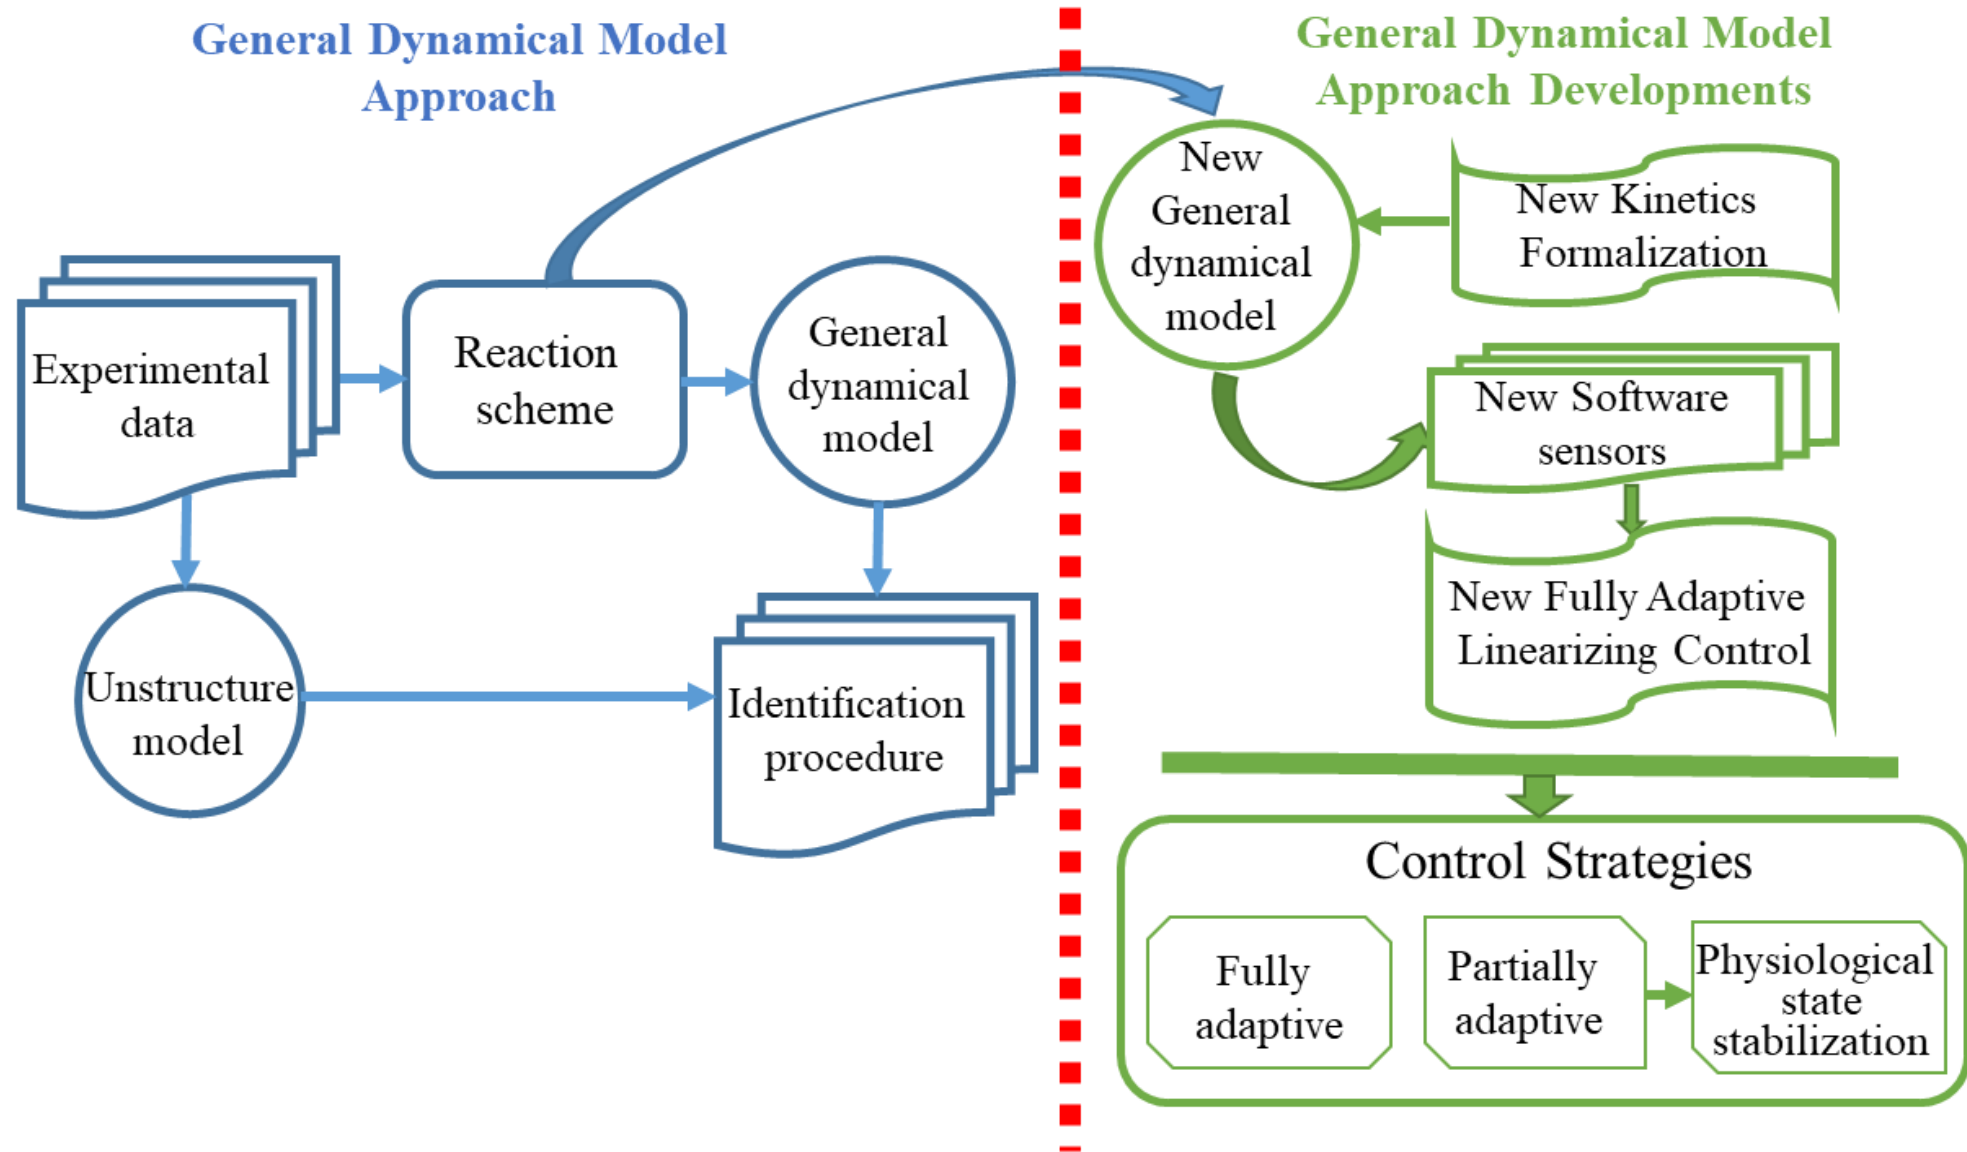 General Dynamical Model
Approach
Experimental
data
Reaction
scheme
General
dynamical
model
Unstructure
model
Identification
procedure
General Dynamical Model
Approach Developments
New
General
dynamical
model
New Kinetics
Formalization
New Software
sensors
New Fully Adaptive
Linearizing Control
Control Strategies
Fully
adaptive
Partially
adaptive
Physiological
state
stabilization